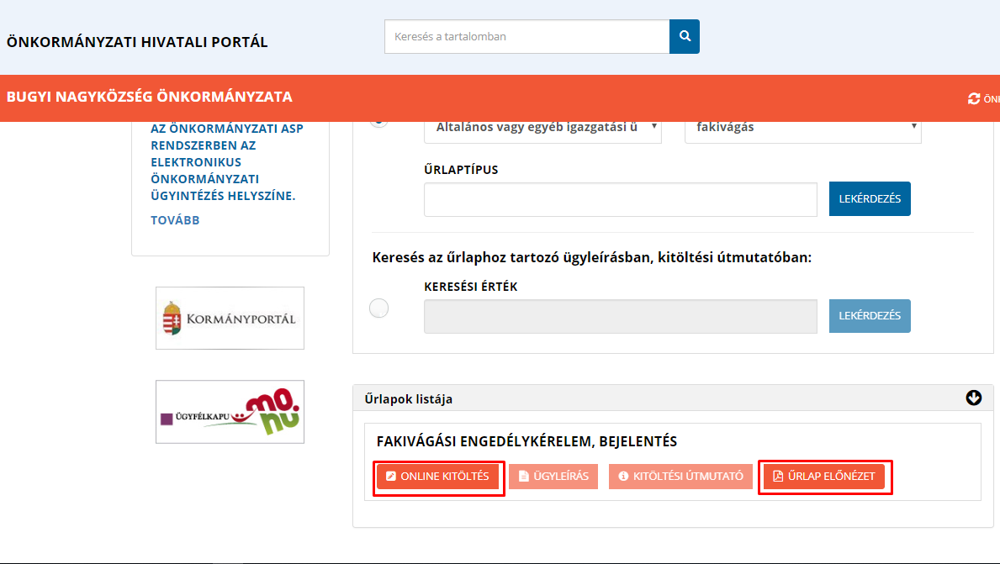 ÖNKORMÁNYZATI HIVATALI PORTÁL
Keresés a tartalomban
BUGYI NAGYKÖZSÉG ÖNKORMÁNYZATA
ÖNK
AZ ÖNKORMÁNYZATI ASP
RENDSZERBEN AZ
ELEKTRONIKUS
ÖNKORMÁNYZATI
ÜGYINTÉZÉS HELYSZÍNE.
TOVÁBB
KORMÁNYPORTÁL
ÜGYFÉLKAPU mo.hu
Általános vagy egyéb igazgatási ü
fakivágás
ŰRLAPTÍPUS
LEKÉRDEZÉS
Keresés az űrlaphoz tartozó ügyleírásban, kitöltési útmutatóban:
KERESÉSI ÉRTÉK
LEKÉRDEZÉS
Űrlapok listája
FAKIVÁGÁSI ENGEDÉLYKÉRELEM, BEJELENTÉS
ONLINE KITÖLTÉS
ÜGYLEÍRÁS
KITÖLTÉSI ÚTMUTATÓ
ŰRLAP ELŐNÉZET